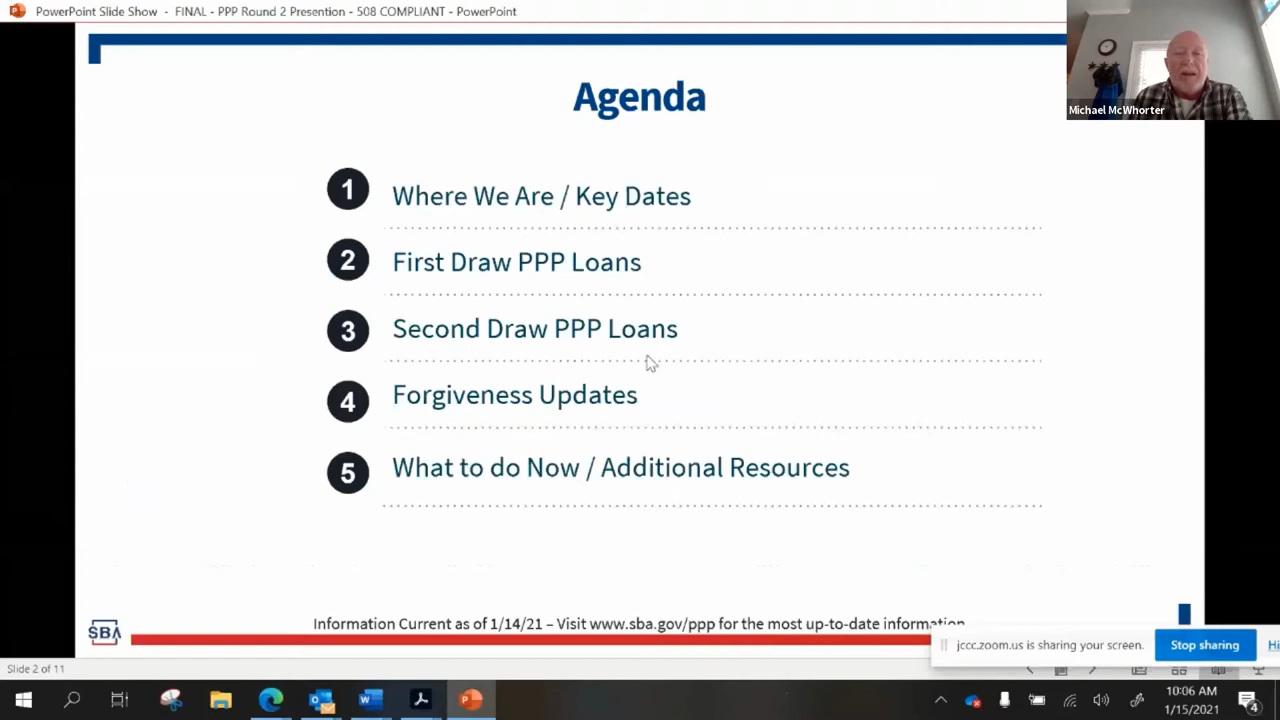 PowerPoint Slide Show - FINAL - PPP Round 2 Presention - 508 COMPLIANT - PowerPoint
Michael McWhorter
Agenda
1 Where We Are / Key Dates
2 First Draw PPP Loans
3 Second Draw PPP Loans
4 Forgiveness Updates
5 What to do Now / Additional Resources
Information Current as of 1/14/21 – Visit www.sba.gov/ppp for the most up-to-date information
SBA
jccc.zoom.us is sharing your screen.
Stop sharing
Hi
Slide 2 of 11
10:06 AM
1/15/2021
4